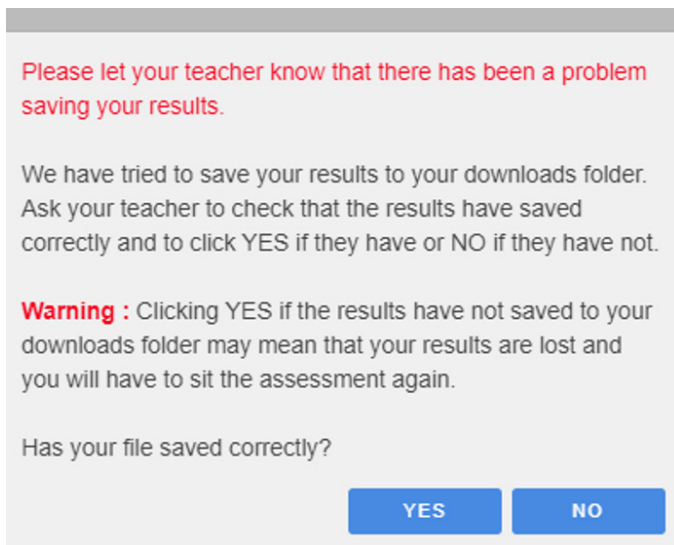 Please let your teacher know that there has been a problem
saving your results.
We have tried to save your results to your downloads folder.
Ask your teacher to check that the results have saved
correctly and to click YES if they have or NO if they have not.
Warning : Clicking YES if the results have not saved to your
downloads folder may mean that your results are lost and
you will have to sit the assessment again.
Has your file saved correctly?
YES NO